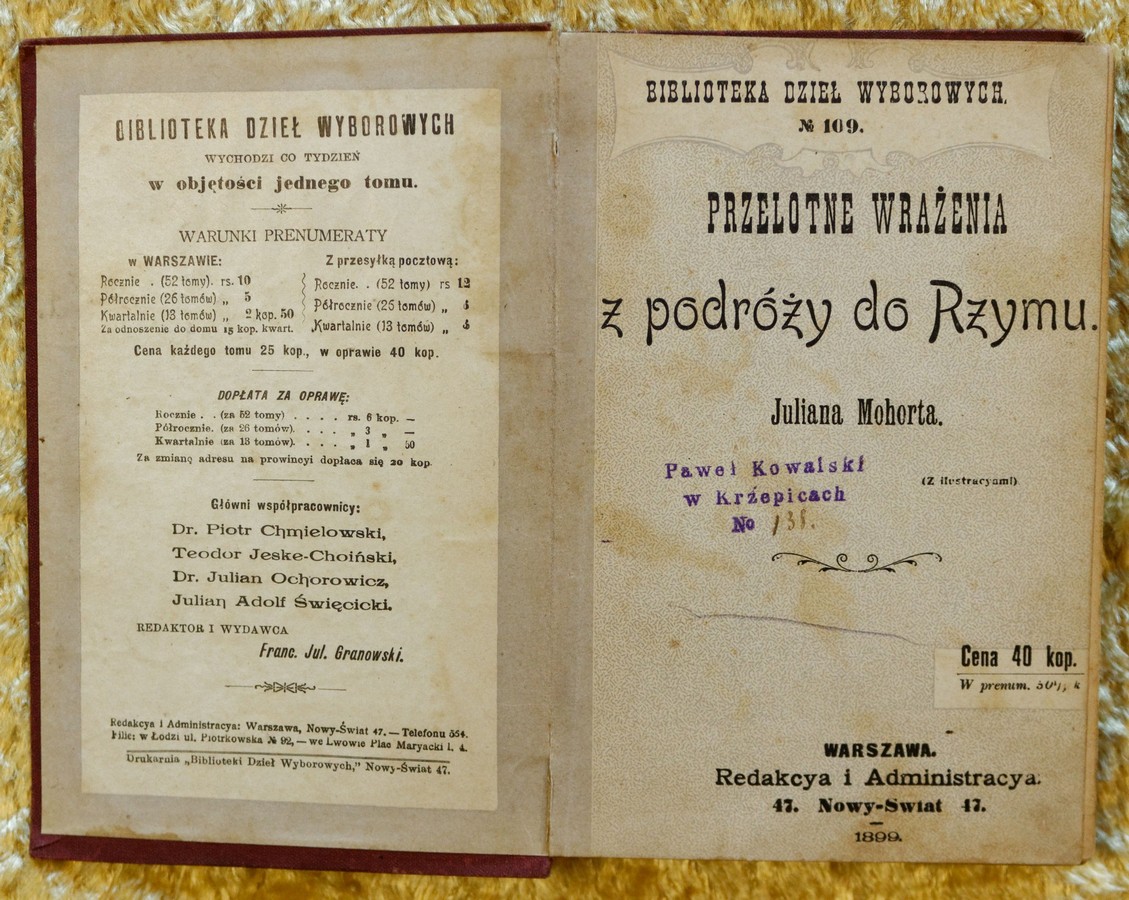 BIBLIOTEKA DZIEŁ WYBOROWYCH
WYCHODZI CO TYDZIEŃ
w objętości jednego tomu.
WARUNKI PRENUMERATY
w WARSZAWIE:
Rocznie . (52 tomy). rs. 10
Półrocznie (26 tomów) „ 5
Kwartalnie (13 tomów) „ 2 kop. 50
Za odnoszenie do domu 15 kop. kwart.
Z przesyłką pocztową:
Rocznie. . (52 tomy) rs 12
Półrocznie (26 tomów) „
Kwartalnie (13 tomów) „
Cena każdego tomu 25 kop., w oprawie 40 kop.
DOPŁATA ZA OPRAWĘ:
Rocznie . . (za 52 tomy) . . . . rs. 6 kop. —
Półrocznie. (za 26 tomów). . . . „ 3 „ —
Kwartalnie (za 13 tomów). . . . „ 1 „ 50
Za zmianę adresu na prowincyi dopłaca się 20 kop.
Główni współpracownicy:
Dr. Piotr Chmielowski,
Teodor Jeske-Choiński,
Dr. Julian Ochorowicz,
Julian Adolf Święcicki.
REDAKTOR I WYDAWCA
Franc. Jul. Granowski.
Redakcya i Administracya: Warszawa, Nowy-Świat 47. — Telefonu 554.
Filie: w Łodzi ul. Piotrkowska № 92, — we Lwowie Plac Maryacki l. 4.
Drukarnia „Biblioteki Dzieł Wyborowych,” Nowy-Świat 47.
BIBLIOTEKA DZIEŁ WYBOROWYCH.
№ 109.
PRZELOTNE WRAŻENIA
z podróży do Rzymu.
Juliana Mohorta.
(Z ilustracyami).
Paweł Kowalski
w Krzepicach
No 138.
Cena 40 kop.
W prenum.
WARSZAWA.
Redakcya i Administracya.
47. Nowy-Swiat 47.
1899.